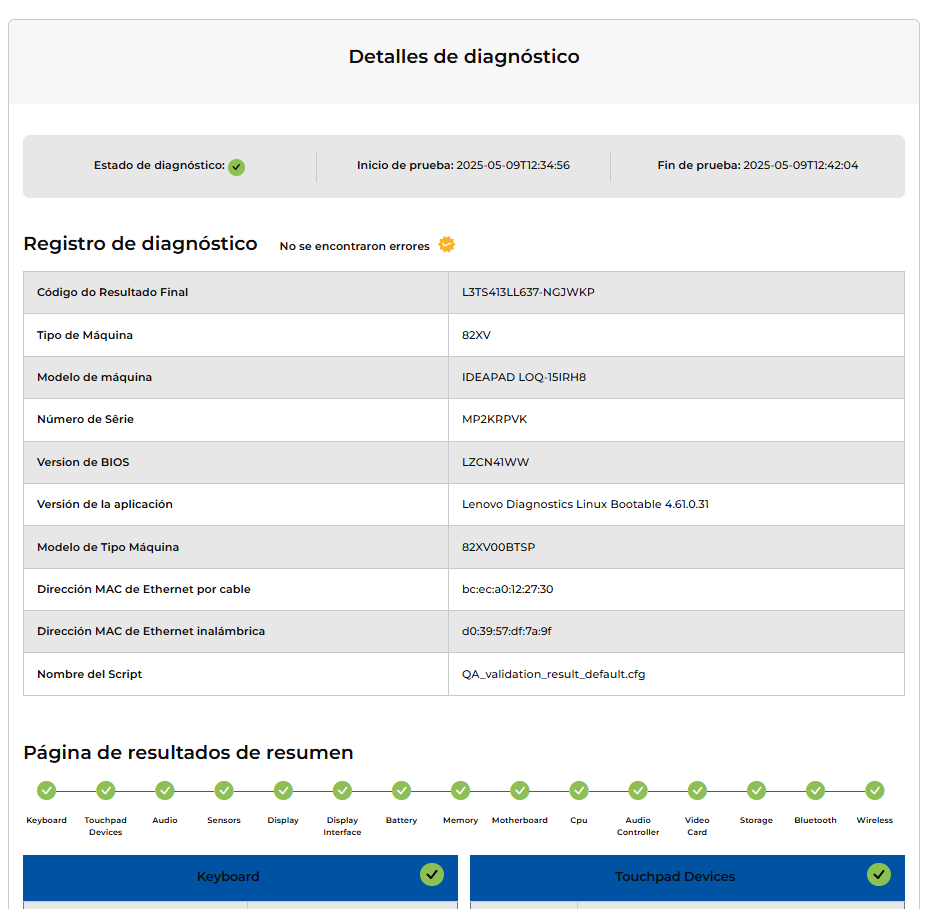 Detalles de diagnóstico
Estado de diagnóstico:
Inicio de prueba: 2025-05-09T12:34:56
Fin de prueba: 2025-05-09T12:42:04
Registro de diagnóstico
No se encontraron errores
Código do Resultado Final
L3TS413LL637-NGJWKP
Tipo de Máquina
82XV
Modelo de máquina
IDEAPAD LOQ-15IRH8
Número de Sêrie
MP2KRPVK
Version de BIOS
LZCN41WW
Versión de la aplicación
Lenovo Diagnostics Linux Bootable 4.61.0.31
Modelo de Tipo Máquina
82XV00BTSP
Dirección MAC de Ethernet por cable
bc:ec:a0:12:27:30
Dirección MAC de Ethernet inalámbrica
d0:39:57:df:7a:9f
Nombre del Script
QA_validation_result_default.cfg
Página de resultados de resumen
Keyboard
Touchpad
Devices
Audio
Sensors
Display
Display
Interface
Battery
Memory
Motherboard
Cpu
Audio
Controller
Video
Card
Storage
Bluetooth
Wireless
Keyboard
Touchpad Devices